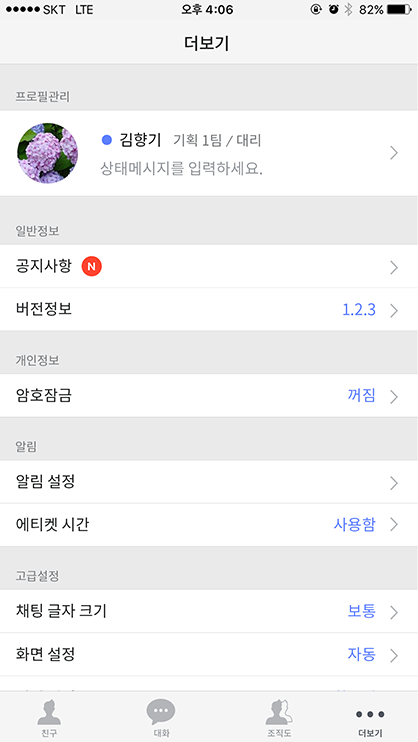 SKT LTE 오후 4:06 82%
더보기
프로필관리
김향기 기획 1팀 / 대리
상태메시지를 입력하세요.
일반정보
공지사항 N
버전정보 1.2.3
개인정보
암호잠금 꺼짐
알림
알림 설정
에티켓 시간 사용함
고급설정
채팅 글자 크기 보통
화면 설정 자동
친구 대화 조직도 더보기